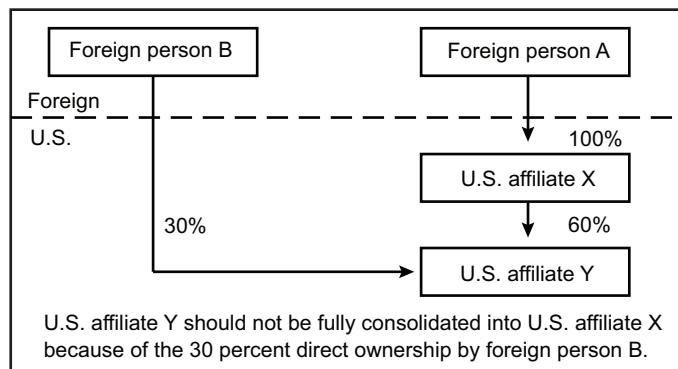 Foreign person B
Foreign person A
Foreign
U.S.
100%
U.S. affiliate X
30%
60%
U.S. affiliate Y
U.S. affiliate Y should not be fully consolidated into U.S. affiliate X
because of the 30 percent direct ownership by foreign person B.